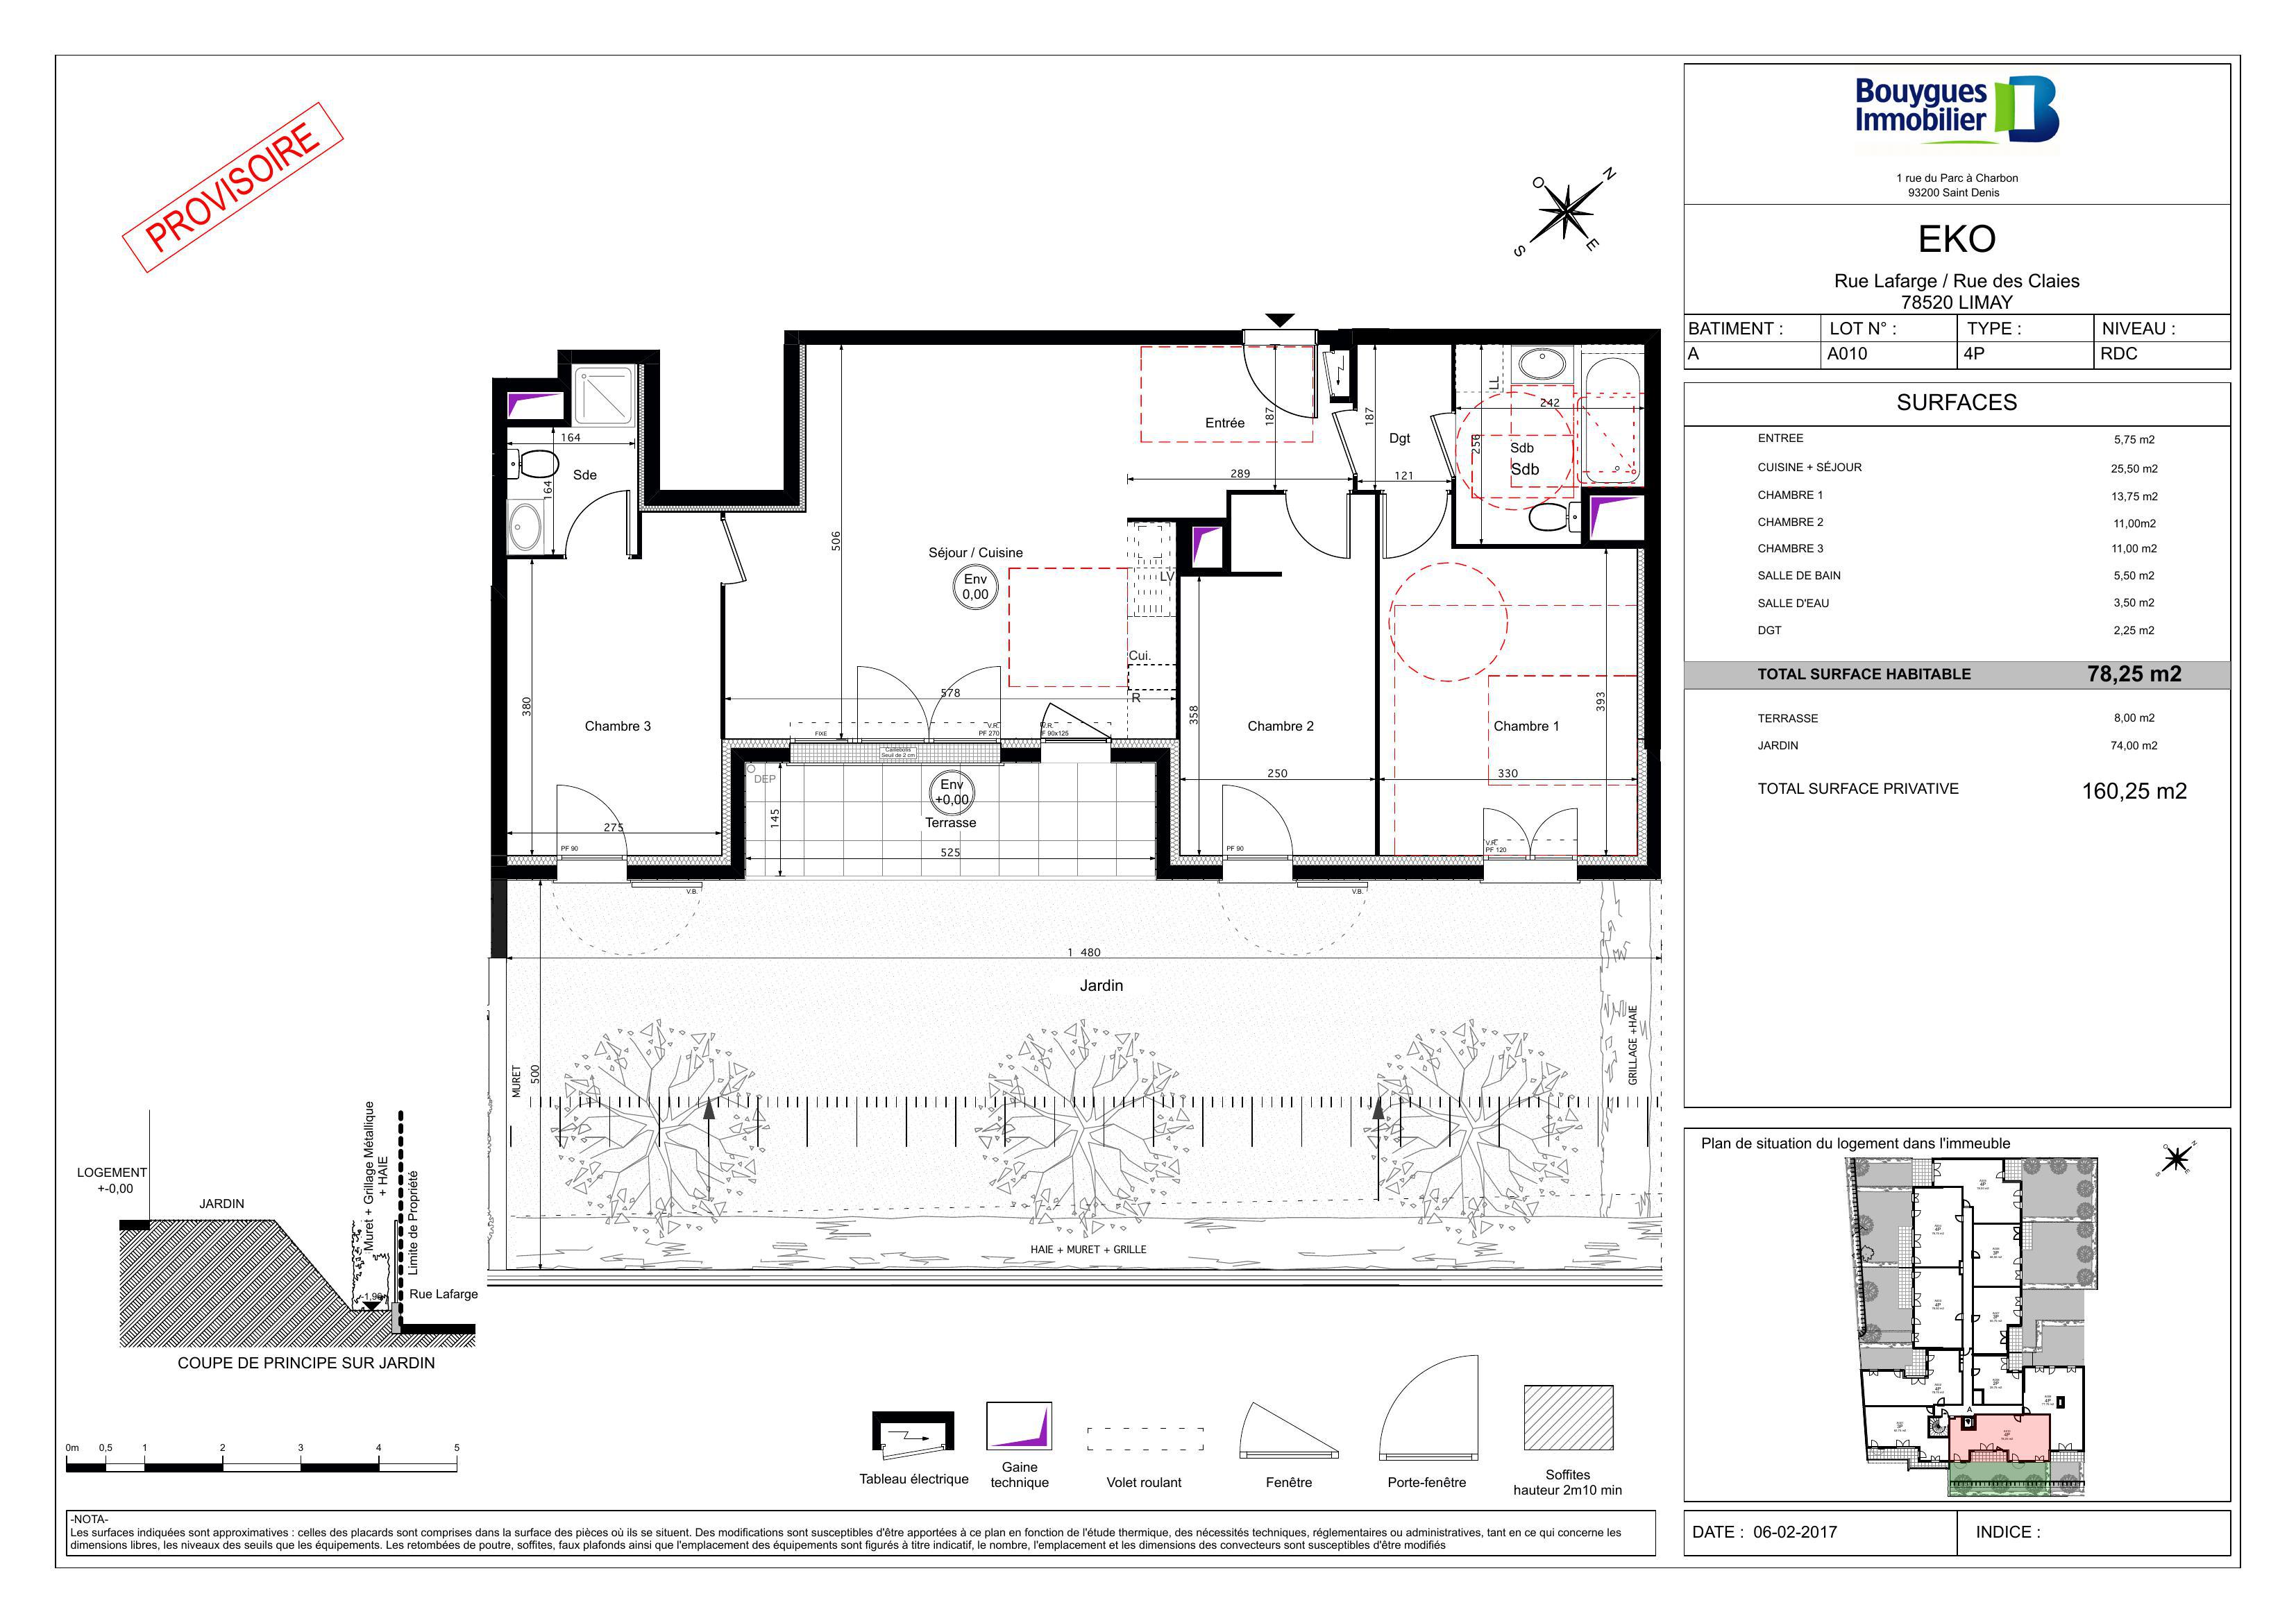 PROVISOIRE
Bouygues
Immobilier
1 rue du Parc à Charbon
93200 Saint Denis
EKO
Rue Lafarge / Rue des Claies
78520 LIMAY
BATIMENT : LOT N° : TYPE : NIVEAU :
A A010 4P RDC
SURFACES
ENTREE 5,75 m2
CUISINE + SÉJOUR 25,50 m2
CHAMBRE 1 13,75 m2
CHAMBRE 2 11,00m2
CHAMBRE 3 11,00 m2
SALLE DE BAIN 5,50 m2
SALLE D'EAU 3,50 m2
DGT 2,25 m2
TOTAL SURFACE HABITABLE 78,25 m2
TERRASSE 8,00 m2
JARDIN 74,00 m2
TOTAL SURFACE PRIVATIVE 160,25 m2
N
O
E
S
Entrée
187
187
Dgt
LL
242
256
Sdb
Sdb
289
121
164
Sde
164
506
Séjour / Cuisine
Env
0,00
LV
Cui.
R
578
380
Chambre 3
358
Chambre 2
393
Chambre 1
FIXE
V.R.
PF 270
V.R.
F 90x125
Caillebotis
Seuil de 2 cm
DEP
Env
+0,00
Terrasse
145
525
250
330
275
PF 90
PF 90
V.R.
PF 120
V.B.
V.B.
1 480
Jardin
MURET
500
GRILLAGE +HAIE
HAIE + MURET + GRILLE
LOGEMENT
+-0,00
JARDIN
Muret + Grillage Métallique
+ HAIE
Limite de Propriété
-1,90
Rue Lafarge
COUPE DE PRINCIPE SUR JARDIN
0m 0,5 1 2 3 4 5
Tableau électrique
Gaine
technique
Volet roulant
Fenêtre
Porte-fenêtre
Soffites
hauteur 2m10 min
Plan de situation du logement dans l'immeuble
N
O
E
S
A
-NOTA-
Les surfaces indiquées sont approximatives : celles des placards sont comprises dans la surface des pièces où ils se situent. Des modifications sont susceptibles d'être apportées à ce plan en fonction de l'étude thermique, des nécessités techniques, réglementaires ou administratives, tant en ce qui concerne les
dimensions libres, les niveaux des seuils que les équipements. Les retombées de poutre, soffites, faux plafonds ainsi que l'emplacement des équipements sont figurés à titre indicatif, le nombre, l'emplacement et les dimensions des convecteurs sont susceptibles d'être modifiés
DATE : 06-02-2017
INDICE :